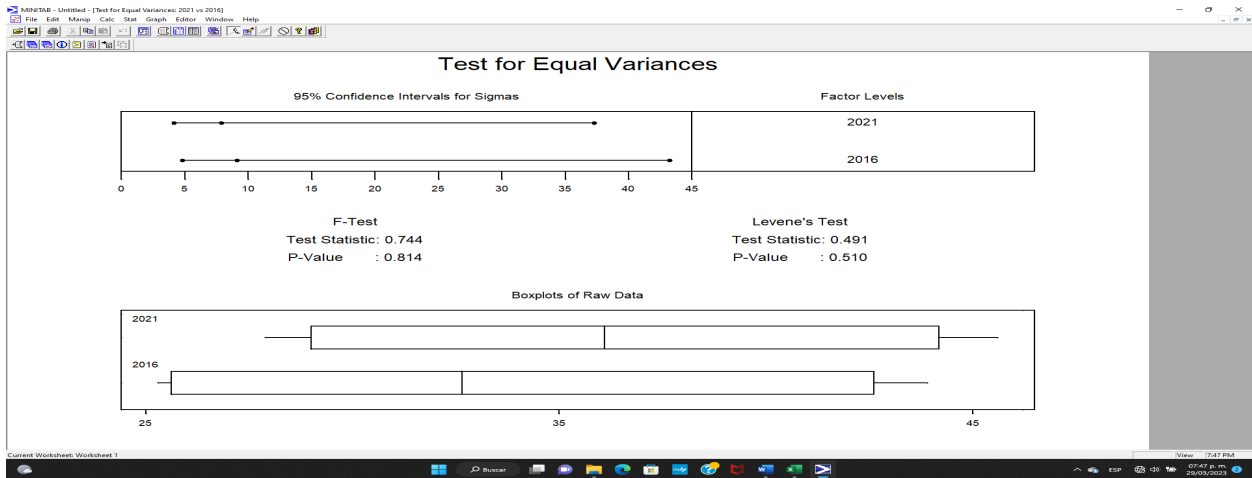 MINITAB - Untitled - [Test for Equal Variances: 2021 vs 2016]
File Edit Manip Calc Stat Graph Editor Window Help
Test for Equal Variances
95% Confidence Intervals for Sigmas
Factor Levels
2021
2016
0 5 10 15 20 25 30 35 40 45
F-Test
Test Statistic: 0.744
P-Value : 0.814
Levene's Test
Test Statistic: 0.491
P-Value : 0.510
Boxplots of Raw Data
2021
2016
25 35 45
Current Worksheet: Worksheet 1
View 7:47 PM
Buscar
ESP
07:47 p. m.
29/03/2023
2